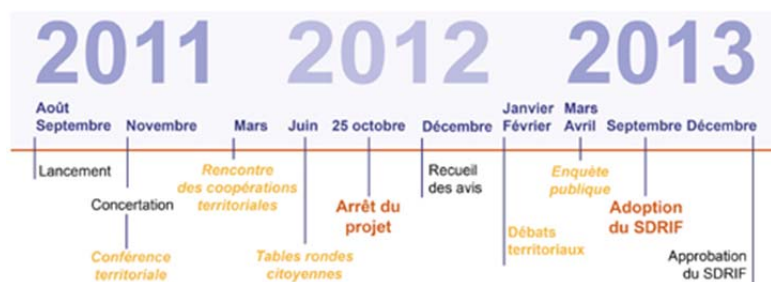 2011 2012 2013
Août
Septembre
Novembre
Mars
Juin
25 octobre
Décembre
Janvier
Février
Mars
Avril
Septembre
Décembre
Lancement
Concertation
Conférence
territoriale
Rencontre
des coopérations
territoriales
Tables rondes
citoyennes
Arrêt du
projet
Recueil
des avis
Débats
territoriaux
Enquête
publique
Adoption
du SDRIF
Approbation
du SDRIF